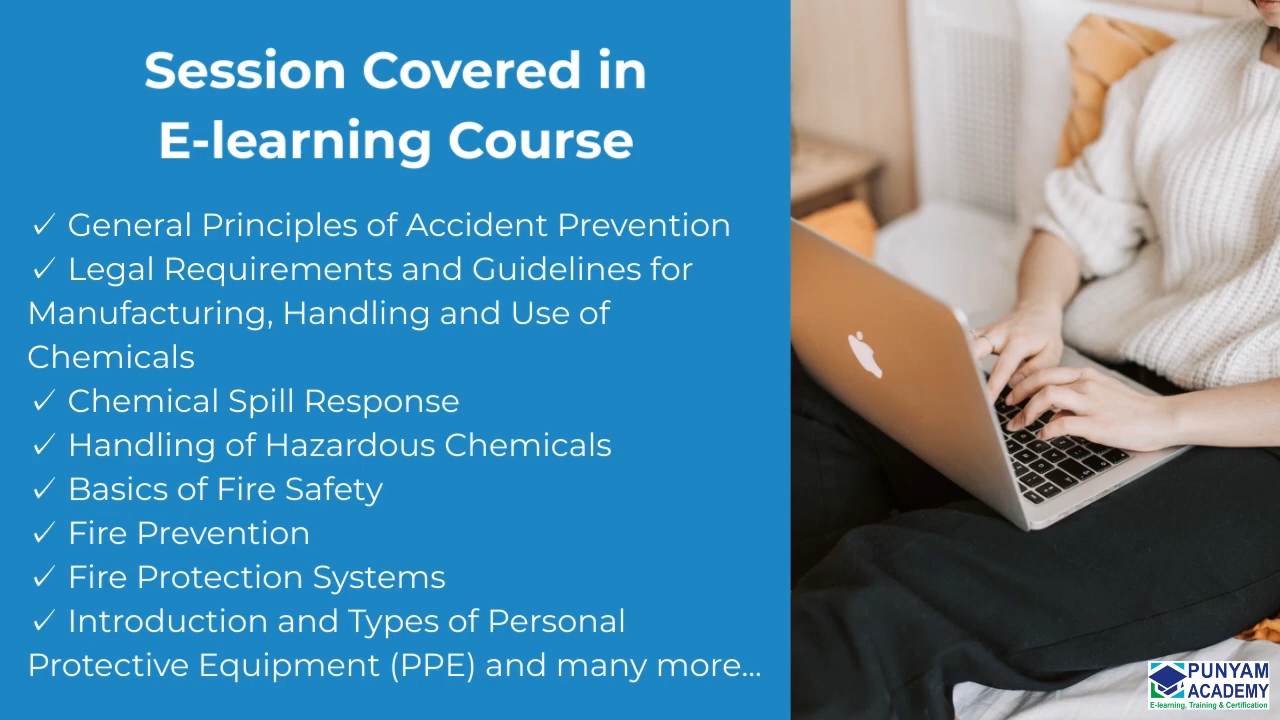 Session Covered in
E-learning Course
✓ General Principles of Accident Prevention
✓ Legal Requirements and Guidelines for
Manufacturing, Handling and Use of
Chemicals
✓ Chemical Spill Response
✓ Handling of Hazardous Chemicals
✓ Basics of Fire Safety
✓ Fire Prevention
✓ Fire Protection Systems
✓ Introduction and Types of Personal
Protective Equipment (PPE) and many more...
PUNYAM
ACADEMY
E-learning, Training & Certification